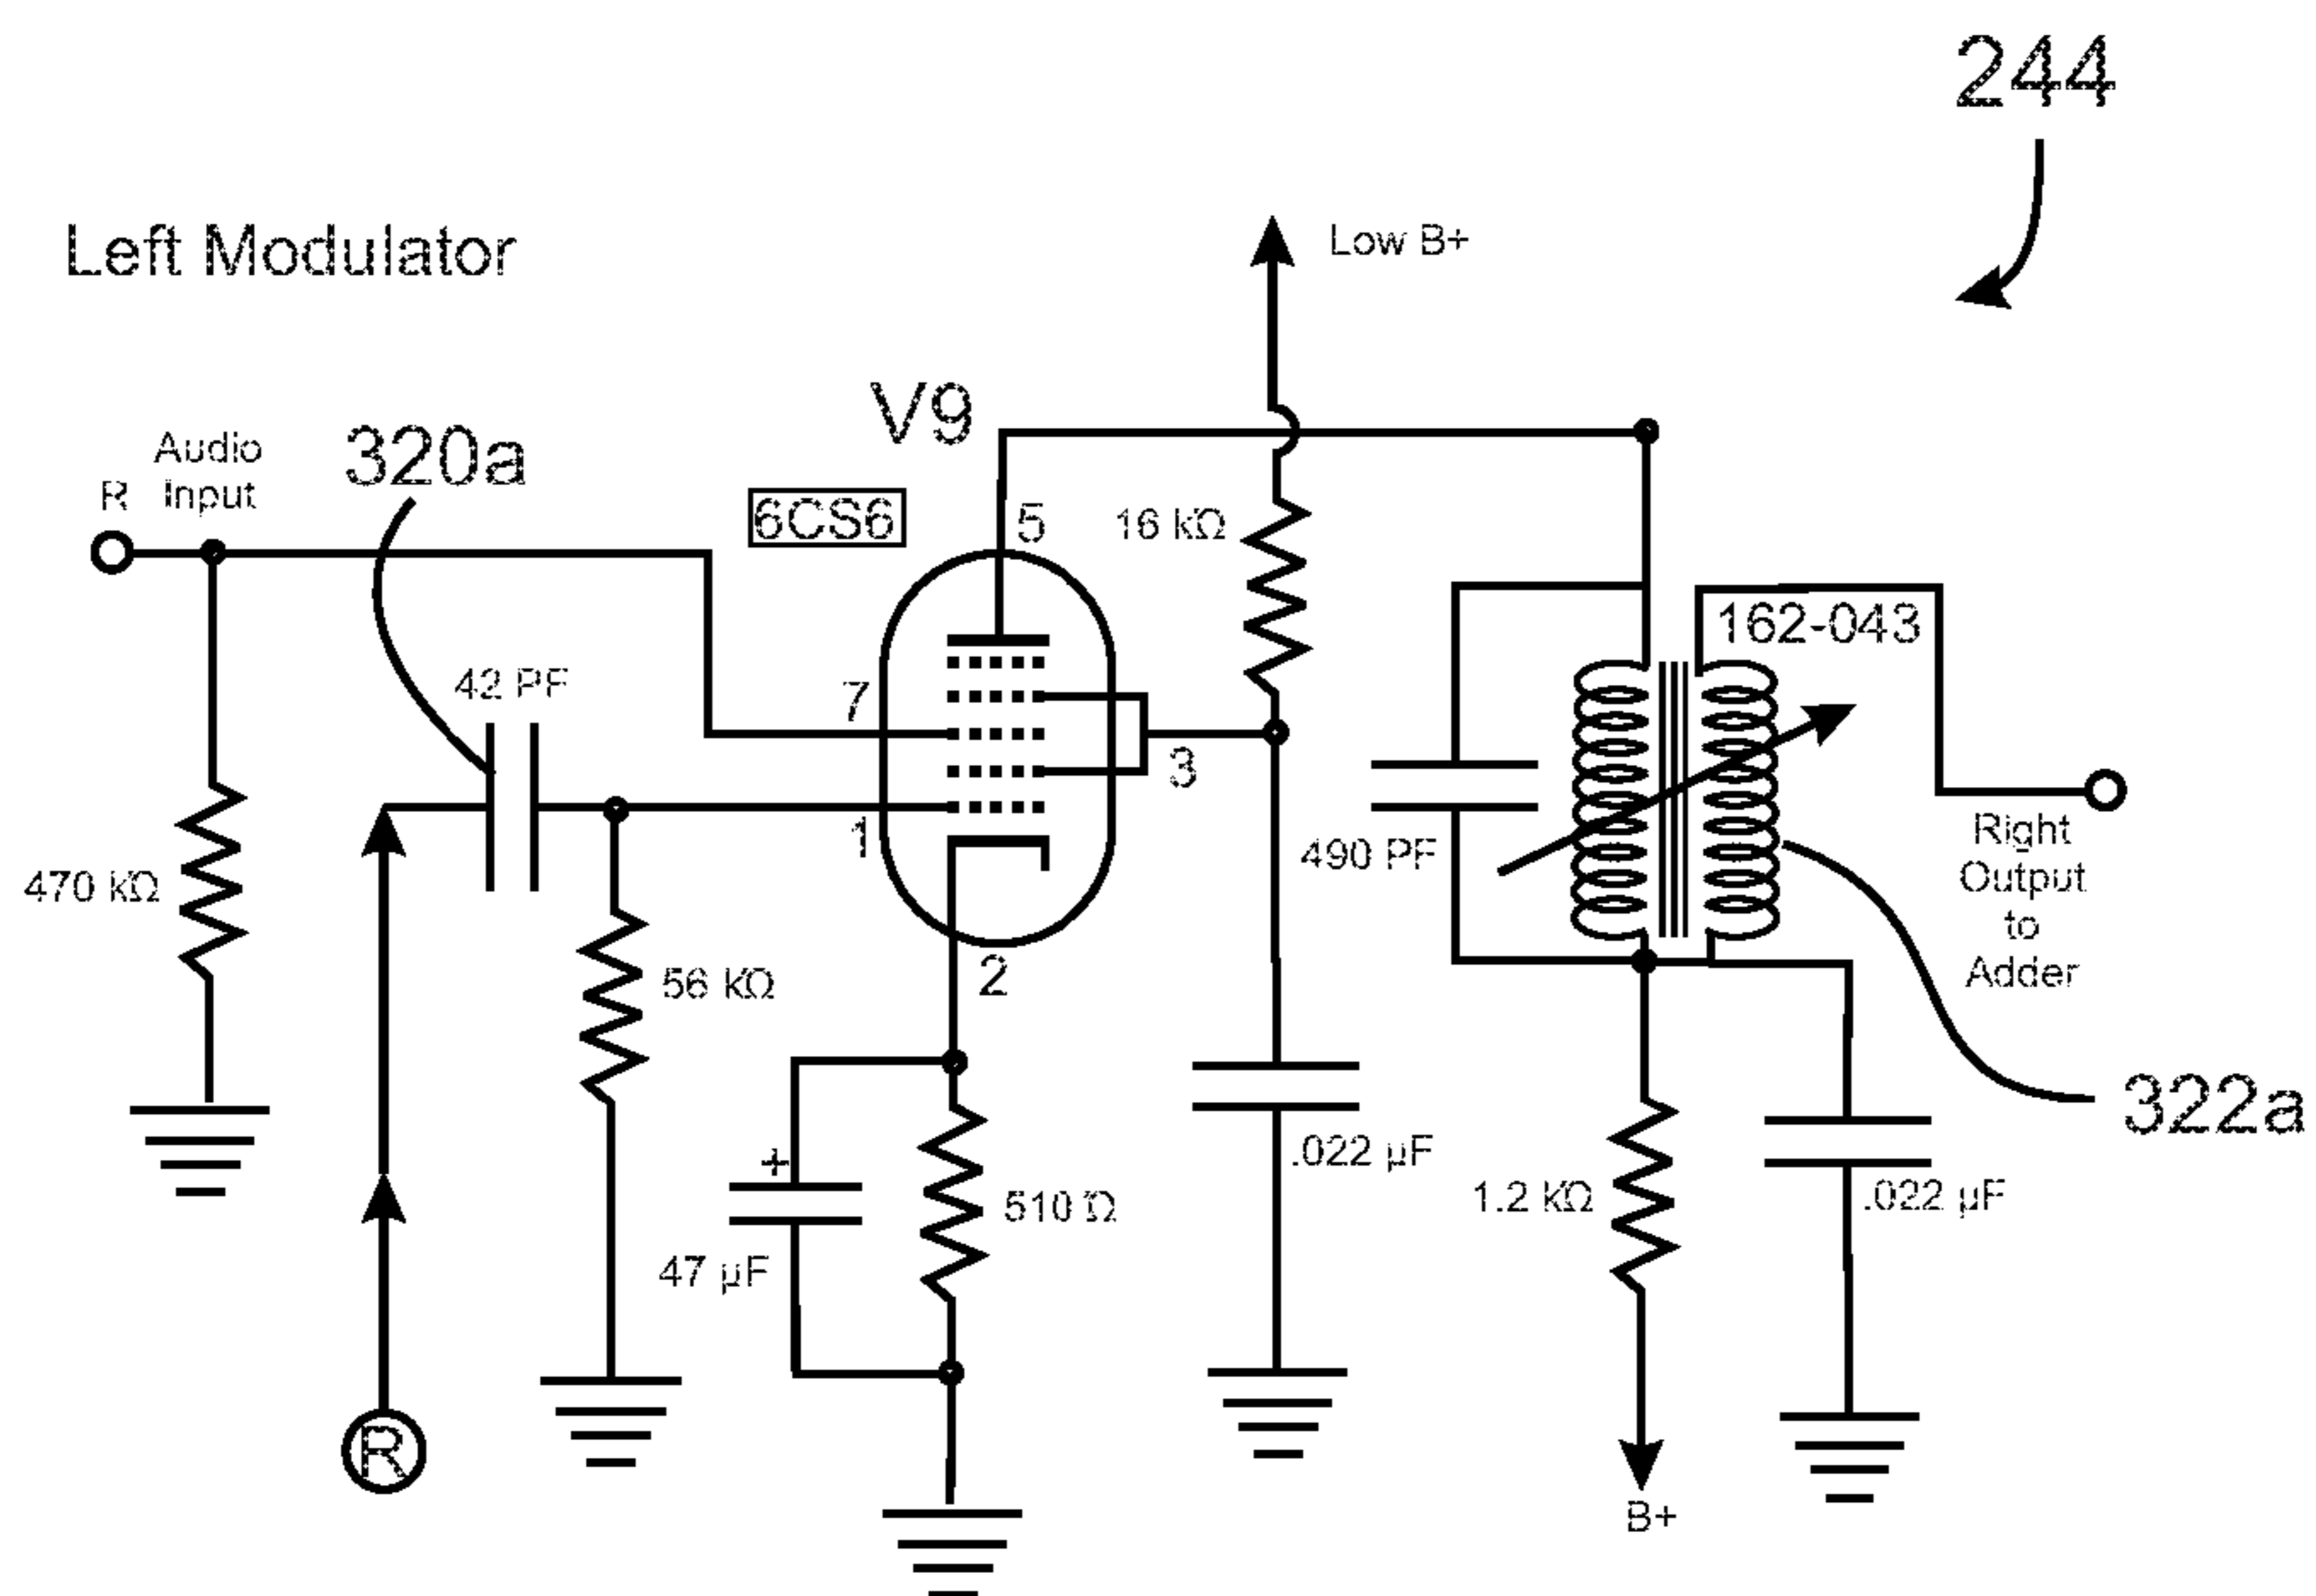 244
Left Modulator
Low B+
V9
Audio
R Input
320a
6CS6
5
16 kΩ
162-043
42 PF
7
3
1
490 PF
Right
Output
to
Adder
470 kΩ
56 kΩ
2
322a
+
.022 µF
1.2 kΩ
.022 µF
510 Ω
47 µF
R
B+